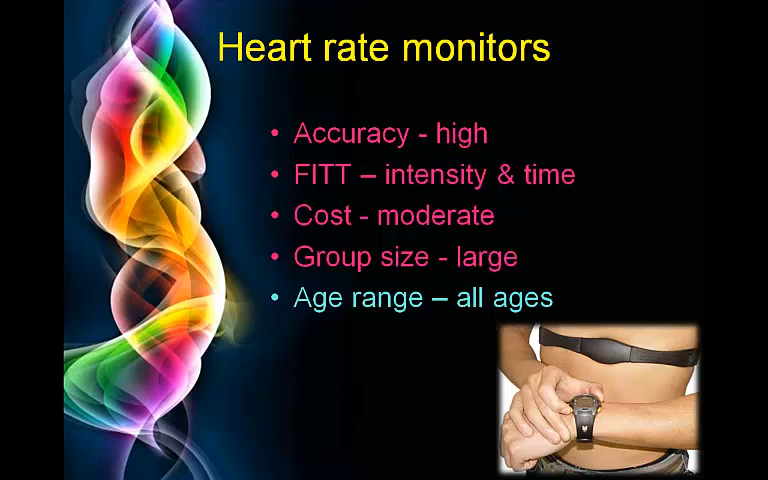 Heart rate monitors
• Accuracy - high
• FITT – intensity & time
• Cost - moderate
• Group size - large
• Age range – all ages